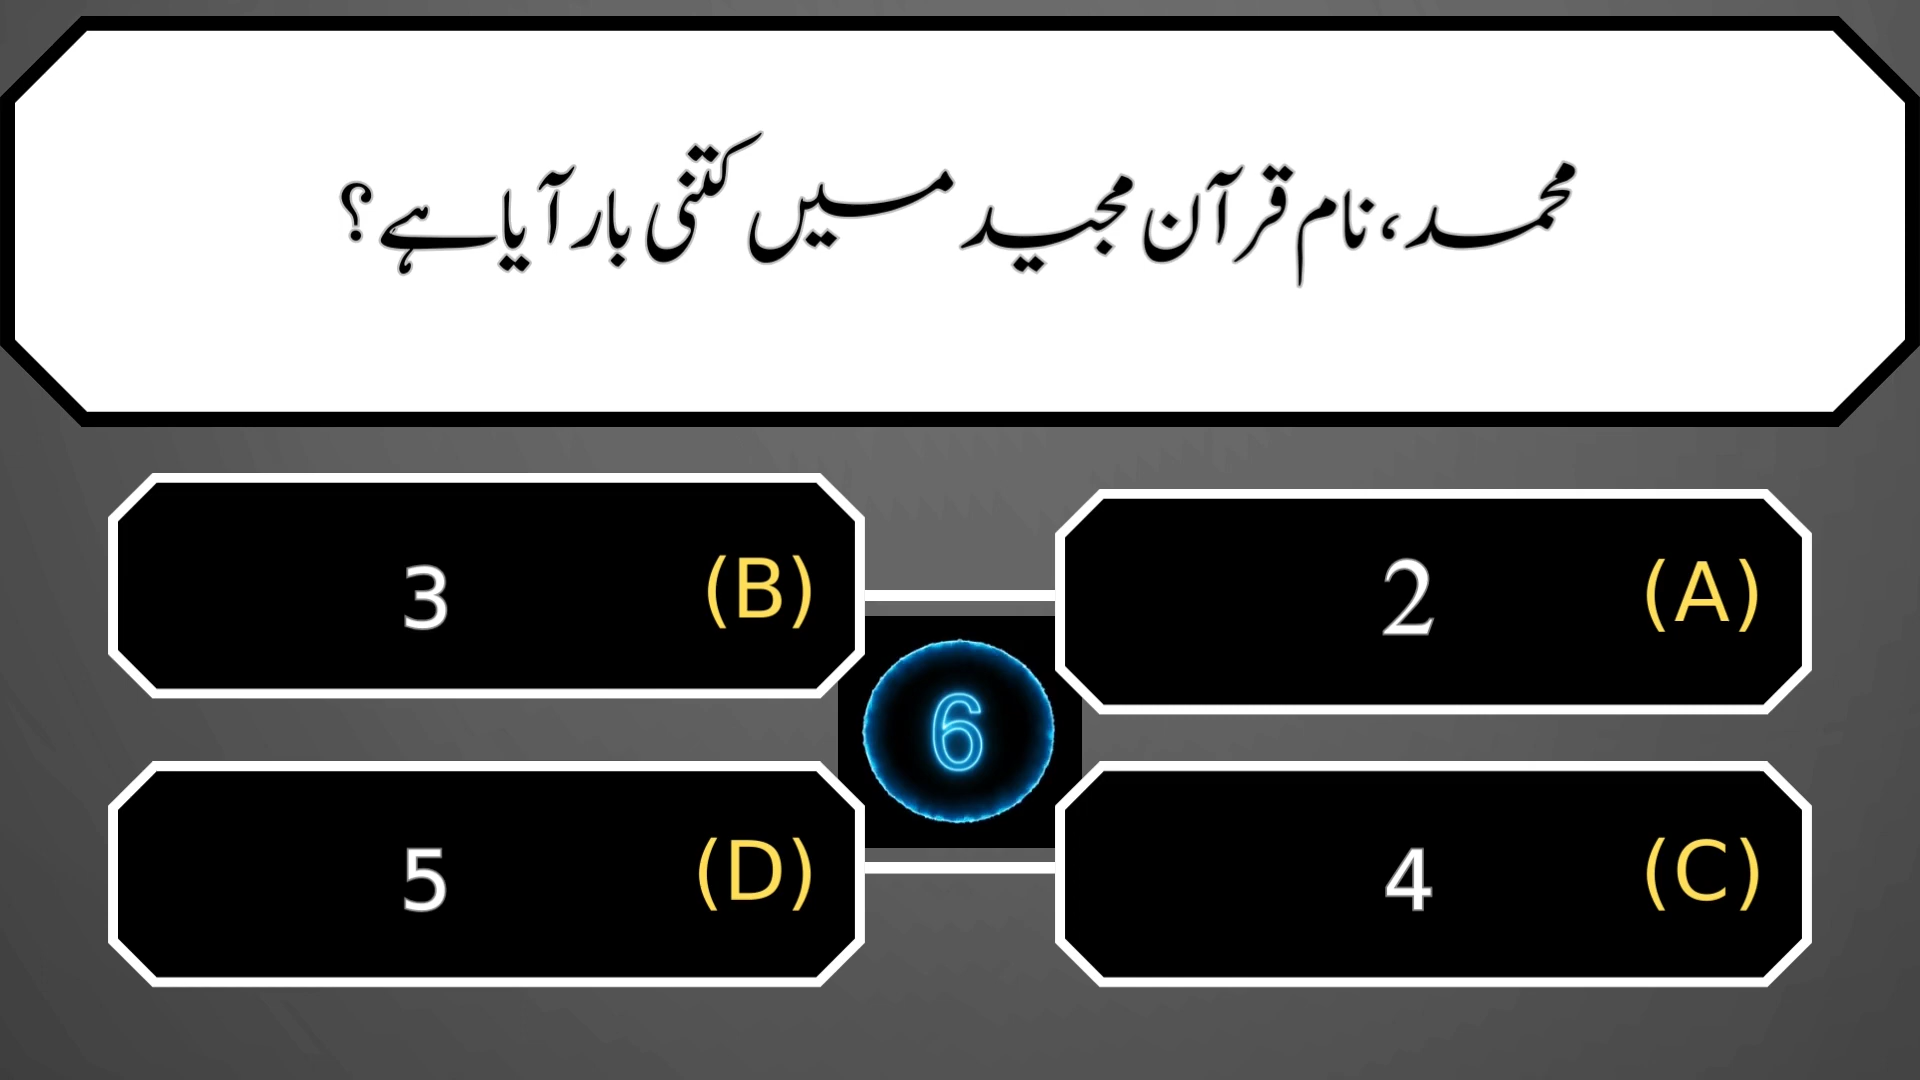 محمد، نام قرآن مجید میں کتنی بار آیا ہے؟
(A) 2
(B) 3
6
(C) 4
(D) 5